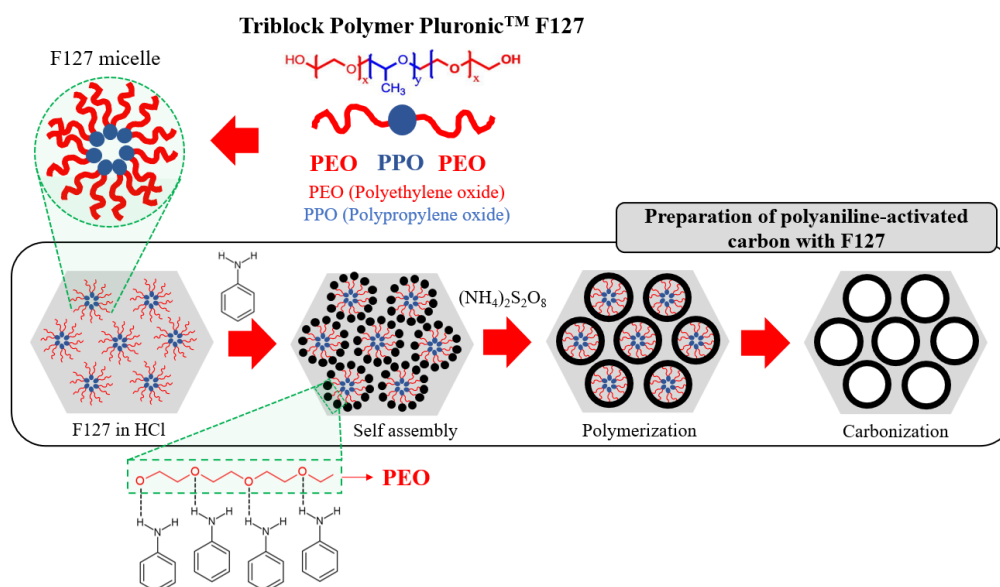 Triblock Polymer Pluronic™ F127
F127 micelle
HO
O
x
O
y
CH3
O
x
OH
PEO PPO PEO
PEO (Polyethylene oxide)
PPO (Polypropylene oxide)
Preparation of polyaniline-activated
carbon with F127
H H
N
(NH4)2S2O8
F127 in HCl
Self assembly
Polymerization
Carbonization
O O O O
PEO
H H H H H H H H
N N N N